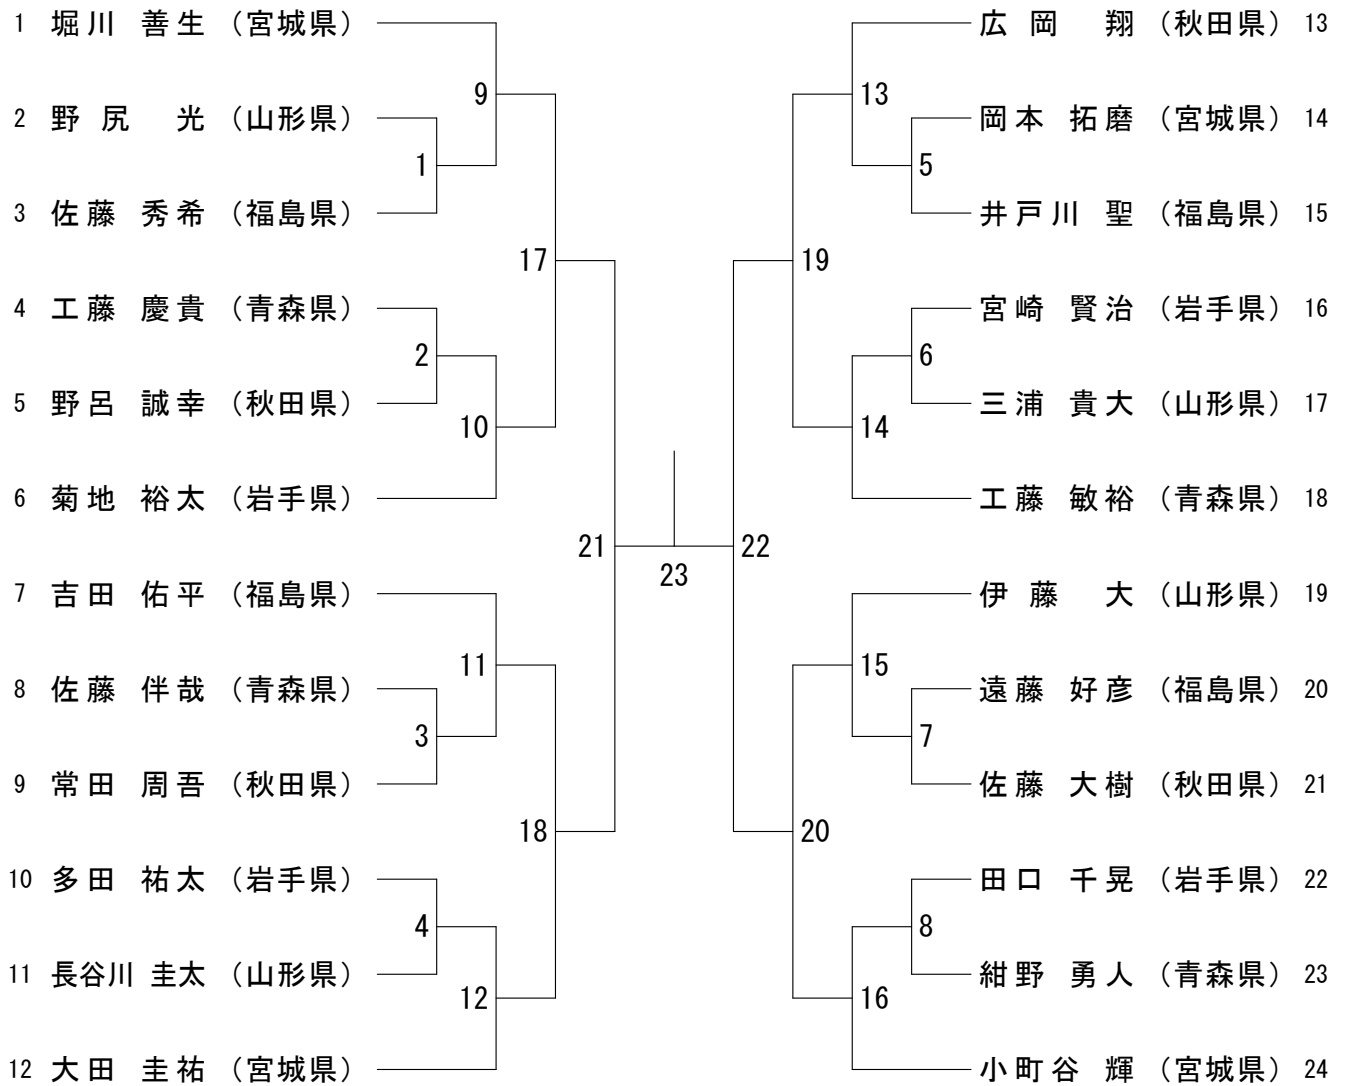 1 堀川 善生 （宮城県）
2 野尻 光 （山形県）
3 佐藤 秀希 （福島県）
4 工藤 慶貴 （青森県）
5 野呂 誠幸 （秋田県）
6 菊地 裕太 （岩手県）
7 吉田 佑平 （福島県）
8 佐藤 伴哉 （青森県）
9 常田 周吾 （秋田県）
10 多田 祐太 （岩手県）
11 長谷川 圭太 （山形県）
12 大田 圭祐 （宮城県）
9
1
17
2
10
21
11
3
18
4
12
23
13
5
19
6
14
22
15
7
20
8
16
広岡 翔 （秋田県） 13
岡本 拓磨 （宮城県） 14
井戸川 聖 （福島県） 15
宮崎 賢治 （岩手県） 16
三浦 貴大 （山形県） 17
工藤 敏裕 （青森県） 18
伊藤 大 （山形県） 19
遠藤 好彦 （福島県） 20
佐藤 大樹 （秋田県） 21
田口 千晃 （岩手県） 22
紺野 勇人 （青森県） 23
小町谷 輝 （宮城県） 24